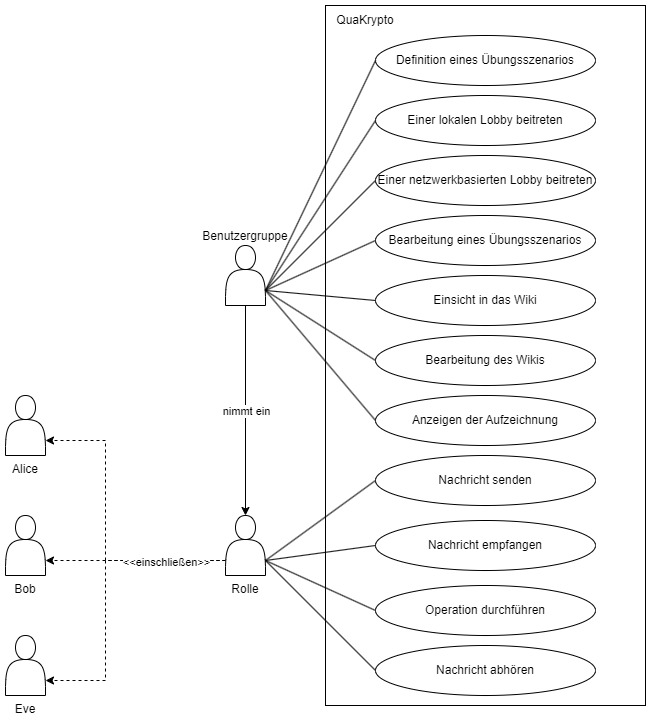 QuaKrypto
Definition eines Übungsszenarios
Einer lokalen Lobby beitreten
Einer netzwerkbasierten Lobby beitreten
Benutzergruppe
Bearbeitung eines Übungsszenarios
Einsicht in das Wiki
Bearbeitung des Wikis
nimmt ein
Anzeigen der Aufzeichnung
Alice
Nachricht senden
Nachricht empfangen
<<einschließen>>
Bob
Rolle
Operation durchführen
Nachricht abhören
Eve